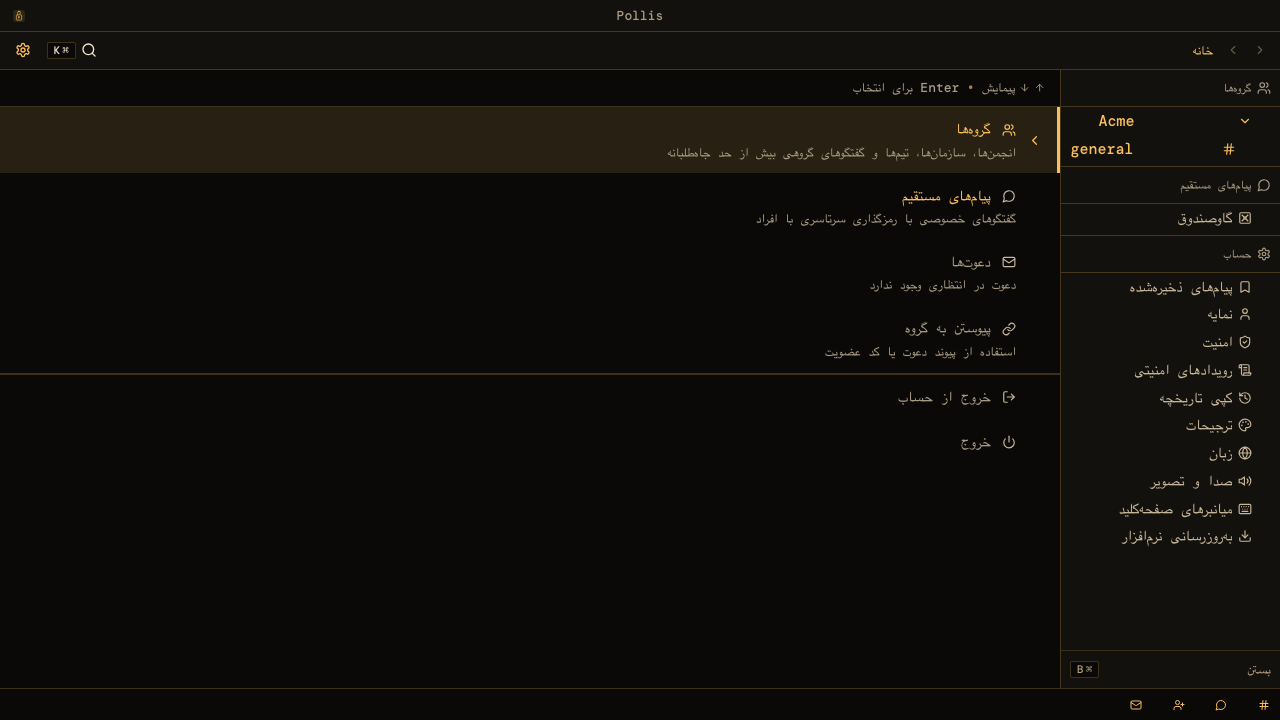 Pollis
خانه
K ⌘
گروه‌ها
Acme
# general
پیام‌های مستقیم
گاوصندوق
حساب
پیام‌های ذخیره‌شده
نمایه
امنیت
رویدادهای امنیتی
کپی تاریخچه
ترجیحات
زبان
صدا و تصویر
میانبرهای صفحه‌کلید
به‌روزرسانی نرم‌افزار
بستن
B ⌘
↑ ↓ پیمایش • Enter برای انتخاب
گروه‌ها
انجمن‌ها، سازمان‌ها، تیم‌ها و گفتگوهای گروهی بیش از حد جاه‌طلبانه
پیام‌های مستقیم
گفتگوهای خصوصی با رمزگذاری سرتاسری با افراد
دعوت‌ها
دعوت در انتظاری وجود ندارد
پیوستن به گروه
استفاده از پیوند دعوت یا کد عضویت
خروج از حساب
خروج